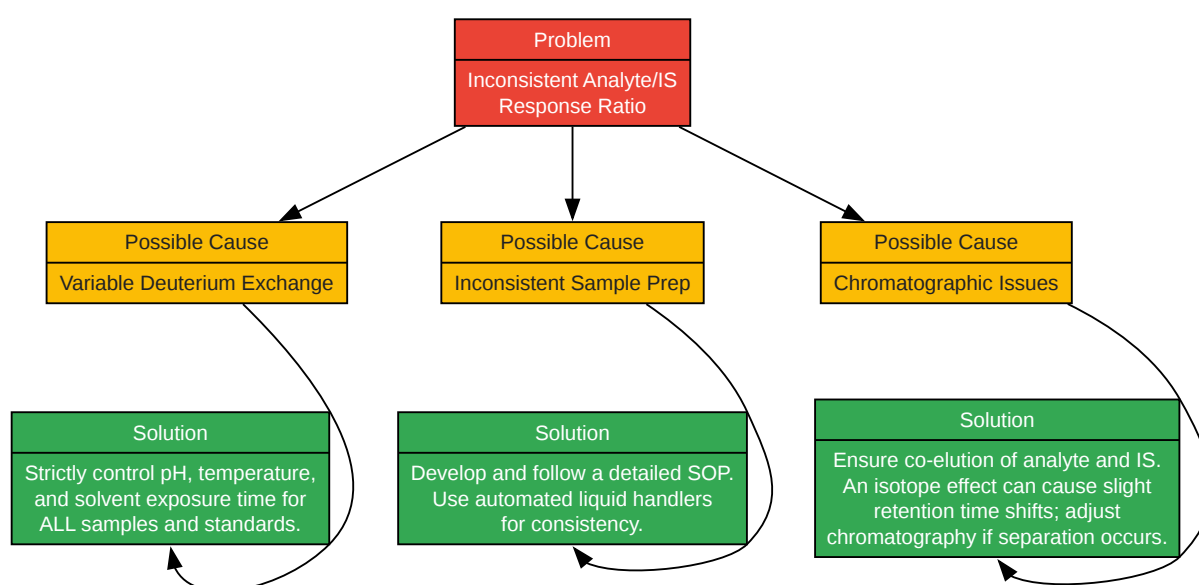 Problem
Inconsistent Analyte/IS
Response Ratio
Possible Cause
Variable Deuterium Exchange
Possible Cause
Inconsistent Sample Prep
Possible Cause
Chromatographic Issues
Solution
Strictly control pH, temperature,
and solvent exposure time for
ALL samples and standards.
Solution
Develop and follow a detailed SOP.
Use automated liquid handlers
for consistency.
Solution
Ensure co-elution of analyte and IS.
An isotope effect can cause slight
retention time shifts; adjust
chromatography if separation occurs.